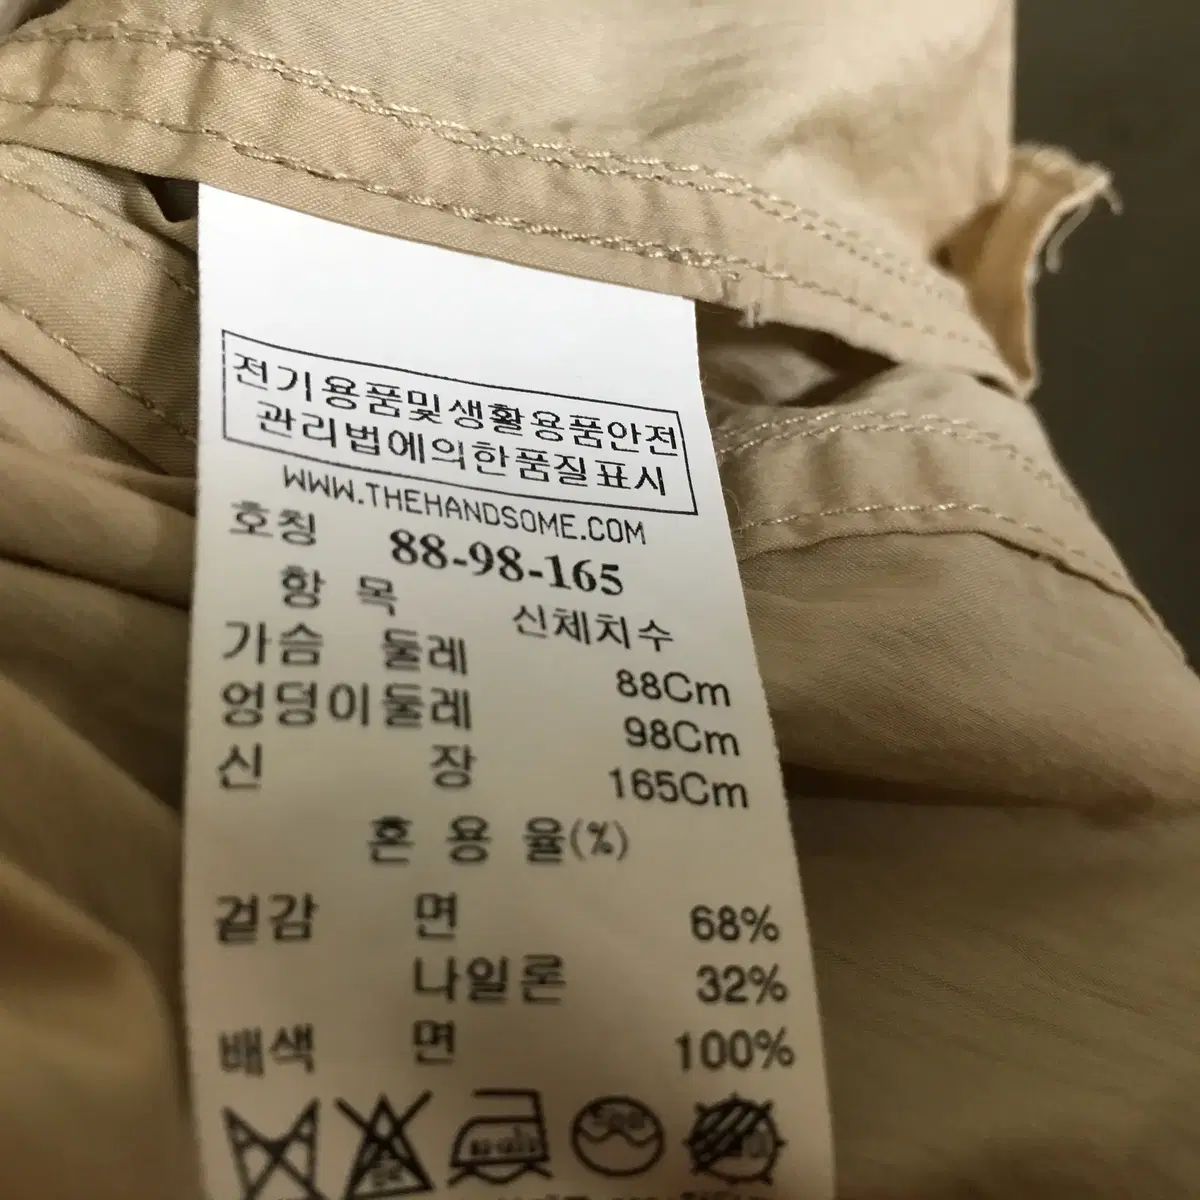 전기용품및생활용품안전
관리법에의한품질표시
WWW.THEHANDSOME.COM
호칭 88-98-165
항 목 신체치수
가슴 둘레 88Cm
엉덩이둘레 98Cm
신 장 165Cm
혼 용 율(%)
겉감 면 68%
나일론 32%
배색 면 100%